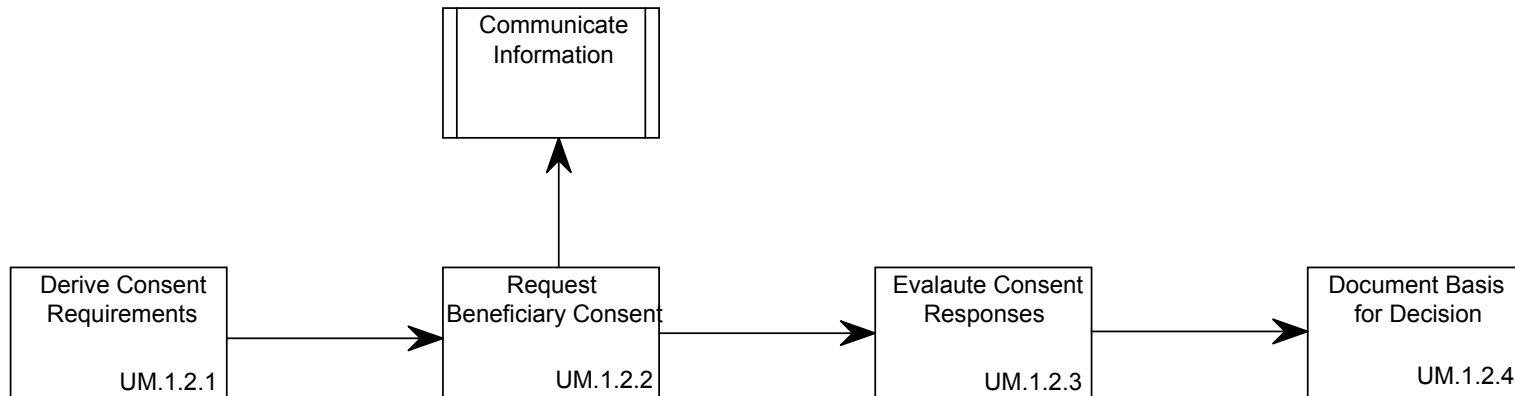 Communicate
Information
Derive Consent
Requirements
UM.1.2.1
Request
Beneficiary Consent
UM.1.2.2
Evalaute Consent
Responses
UM.1.2.3
Document Basis
for Decision
UM.1.2.4